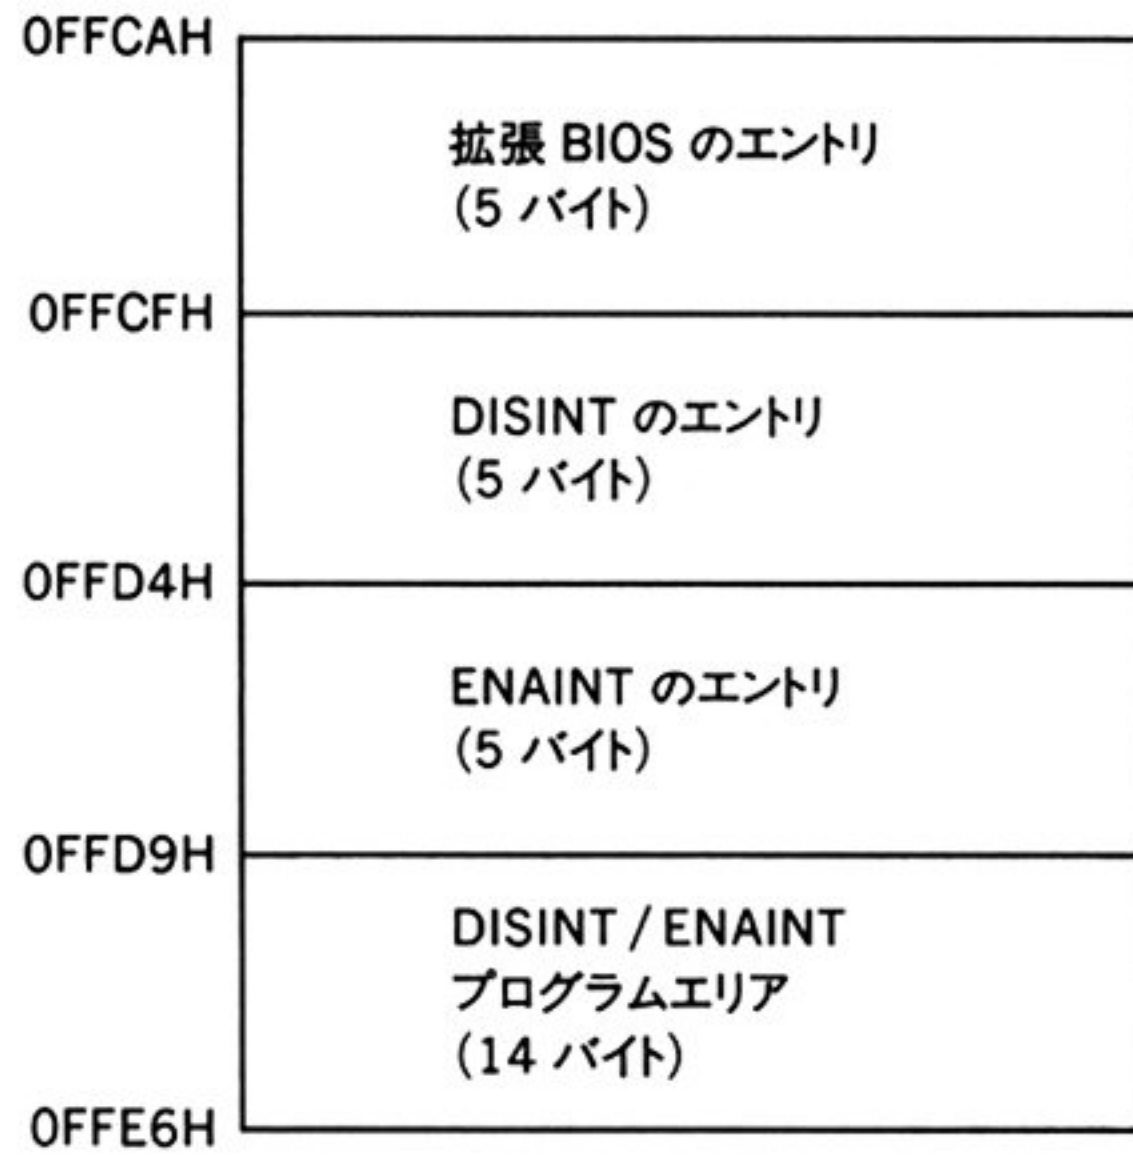 0FFCAH
拡張 BIOS のエントリ
(5 バイト)
0FFCFH
DISINT のエントリ
(5 バイト)
0FFD4H
ENAINT のエントリ
(5 バイト)
0FFD9H
DISINT / ENAINT
プログラムエリア
(14 バイト)
0FFE6H